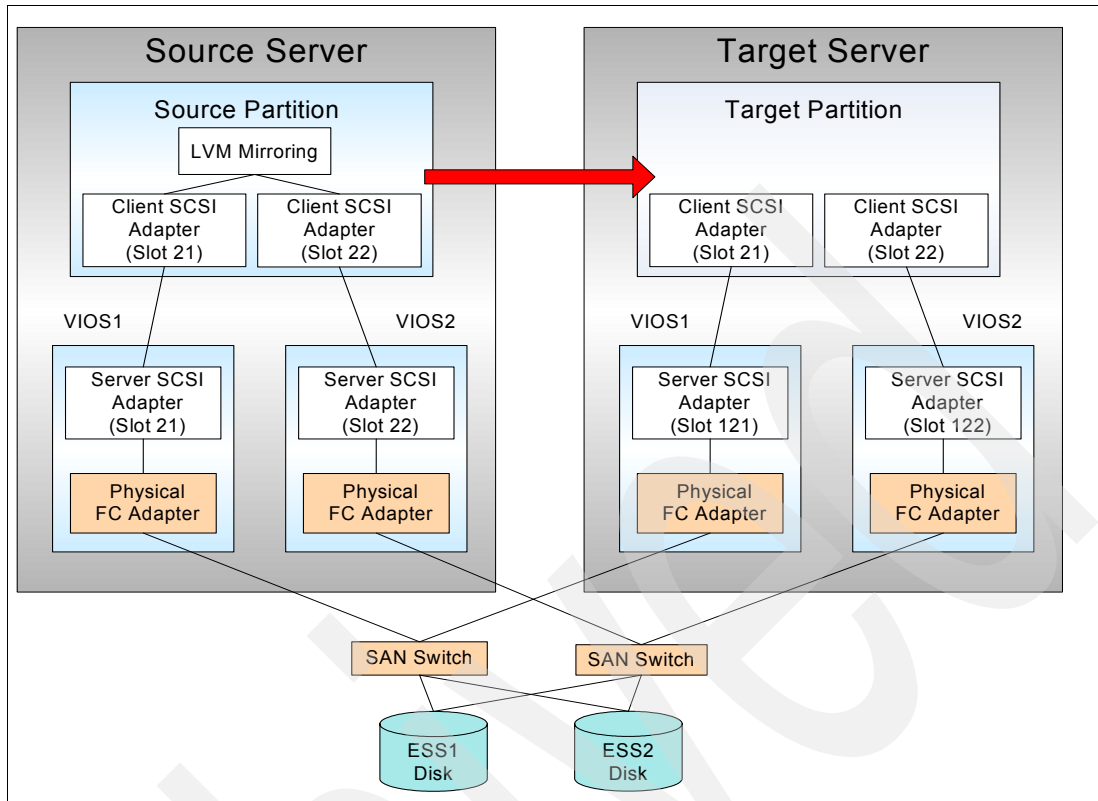 Source Server
Source Partition
LVM Mirroring
Client SCSI
Adapter
(Slot 21)
Client SCSI
Adapter
(Slot 22)
VIOS1
VIOS2
Server SCSI
Adapter
(Slot 21)
Server SCSI
Adapter
(Slot 22)
Physical
FC Adapter
Physical
FC Adapter
Target Server
Target Partition
Client SCSI
Adapter
(Slot 21)
Client SCSI
Adapter
(Slot 22)
VIOS1
VIOS2
Server SCSI
Adapter
(Slot 121)
Server SCSI
Adapter
(Slot 122)
Physical
FC Adapter
Physical
FC Adapter
SAN Switch
SAN Switch
ESS1
Disk
ESS2
Disk